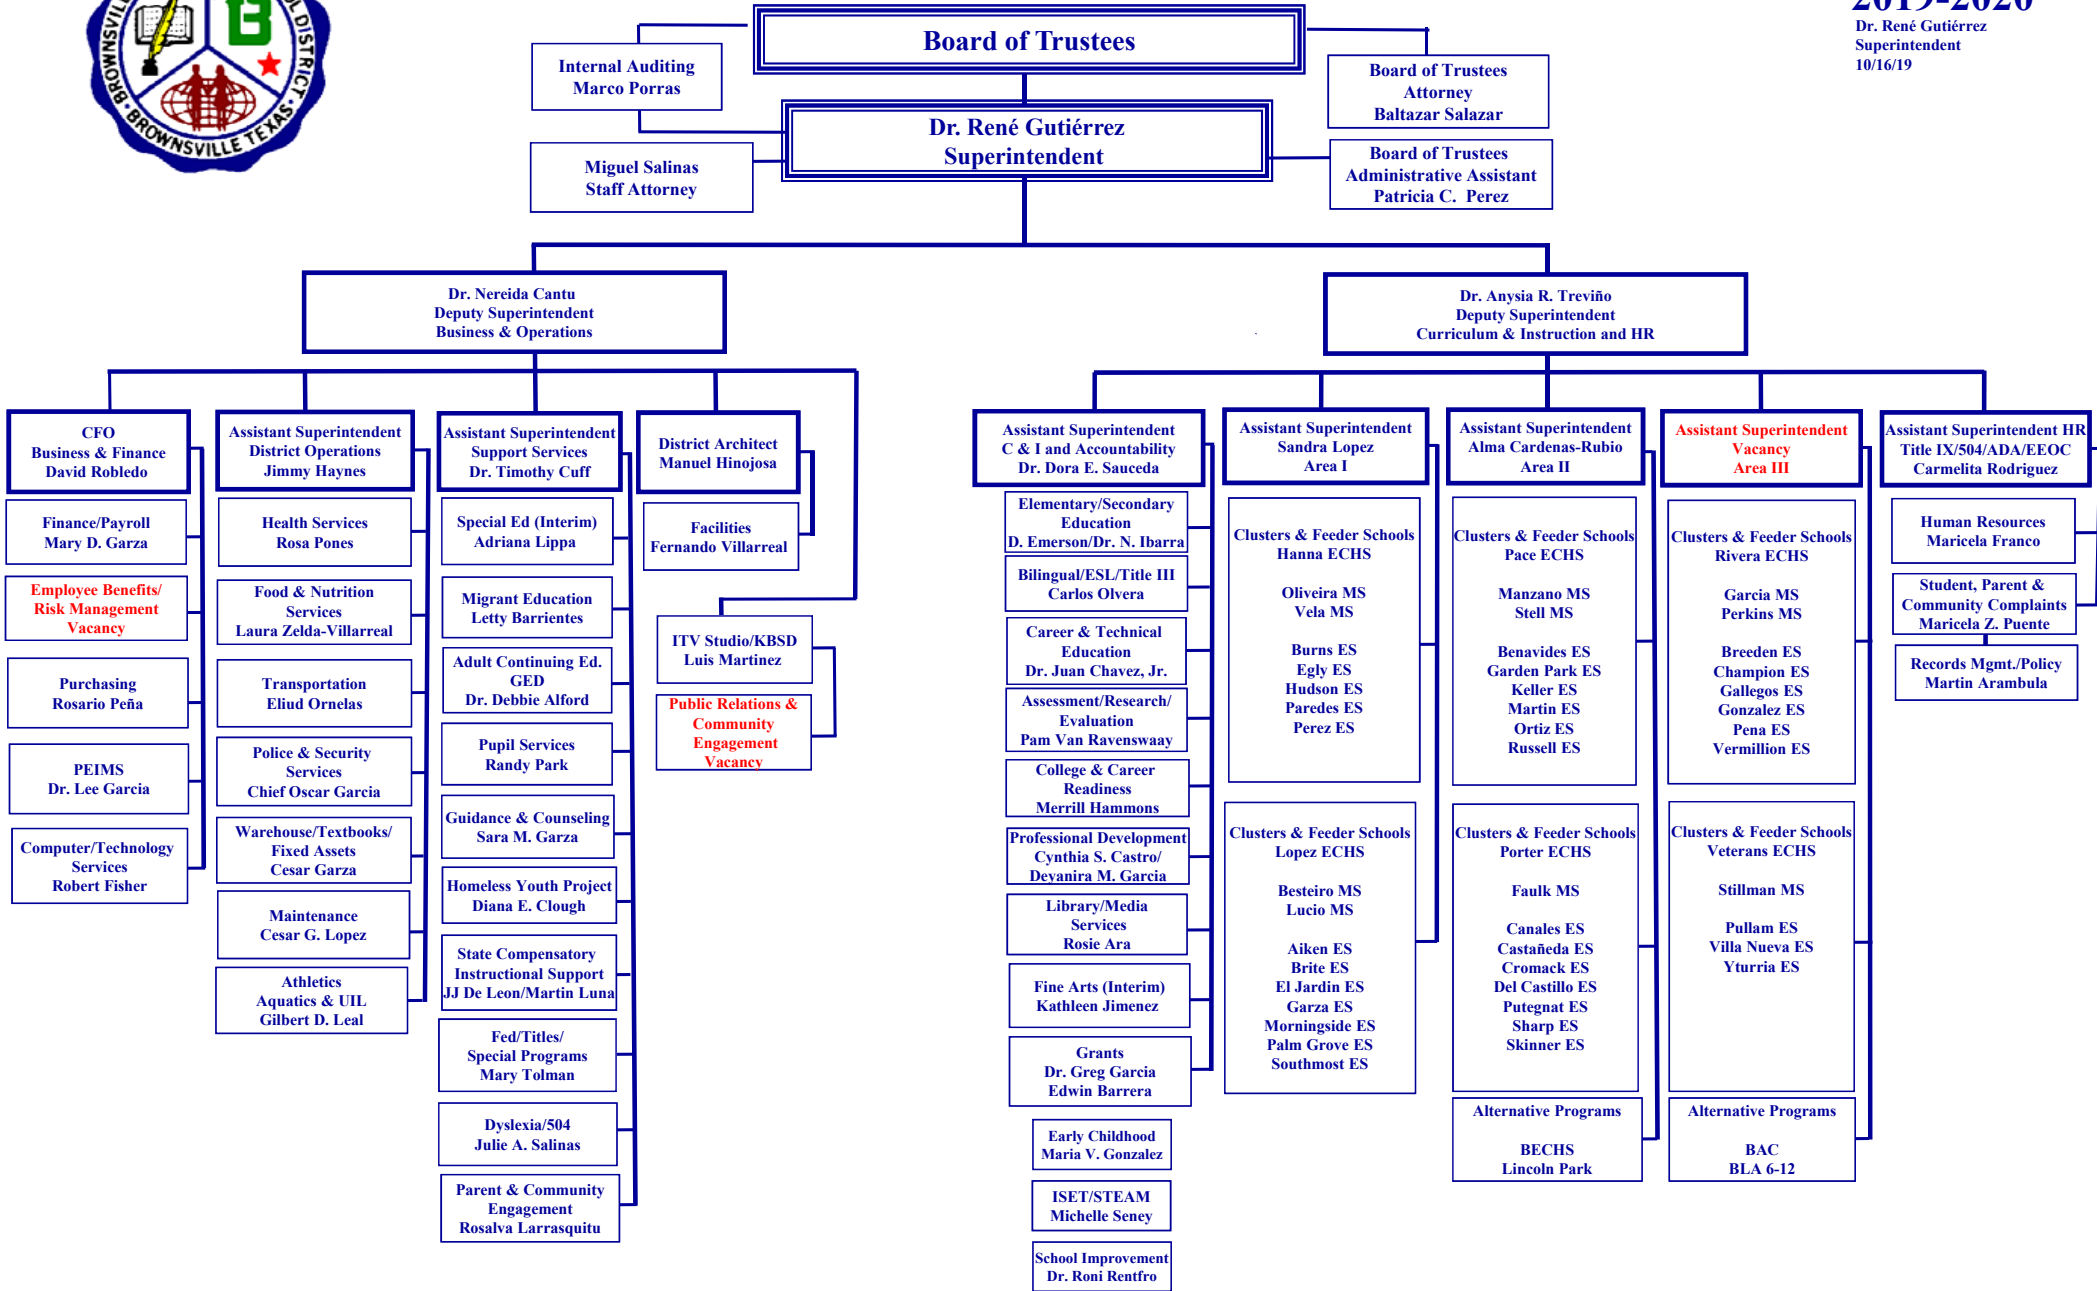 BROWNSVILLE
OL DISTRICT
BROWNSVILLE TEXAS
B
2019-2020
Dr. René Gutiérrez
Superintendent
10/16/19
Board of Trustees
Internal Auditing
Marco Porras
Board of Trustees
Attorney
Baltazar Salazar
Dr. René Gutiérrez
Superintendent
Miguel Salinas
Staff Attorney
Board of Trustees
Administrative Assistant
Patricia C. Perez
Dr. Nereida Cantu
Deputy Superintendent
Business & Operations
Dr. Anysia R. Treviño
Deputy Superintendent
Curriculum & Instruction and HR
CFO
Business & Finance
David Robledo
Finance/Payroll
Mary D. Garza
Employee Benefits/
Risk Management
Vacancy
Purchasing
Rosario Peña
PEIMS
Dr. Lee Garcia
Computer/Technology
Services
Robert Fisher
Assistant Superintendent
District Operations
Jimmy Haynes
Health Services
Rosa Pones
Food & Nutrition
Services
Laura Zelda-Villarreal
Transportation
Eliud Ornelas
Police & Security
Services
Chief Oscar Garcia
Warehouse/Textbooks/
Fixed Assets
Cesar Garza
Maintenance
Cesar G. Lopez
Athletics
Aquatics & UIL
Gilbert D. Leal
Assistant Superintendent
Support Services
Dr. Timothy Cuff
Special Ed (Interim)
Adriana Lippa
Migrant Education
Letty Barrientes
Adult Continuing Ed.
GED
Dr. Debbie Alford
Pupil Services
Randy Park
Guidance & Counseling
Sara M. Garza
Homeless Youth Project
Diana E. Clough
State Compensatory
Instructional Support
JJ De Leon/Martin Luna
Fed/Titles/
Special Programs
Mary Tolman
Dyslexia/504
Julie A. Salinas
Parent & Community
Engagement
Rosalva Larrasquitu
District Architect
Manuel Hinojosa
Facilities
Fernando Villarreal
ITV Studio/KBSD
Luis Martinez
Public Relations &
Community
Engagement
Vacancy
Assistant Superintendent
C & I and Accountability
Dr. Dora E. Sauceda
Elementary/Secondary
Education
D. Emerson/Dr. N. Ibarra
Bilingual/ESL/Title III
Carlos Olvera
Career & Technical
Education
Dr. Juan Chavez, Jr.
Assessment/Research/
Evaluation
Pam Van Ravenswaay
College & Career
Readiness
Merrill Hammons
Professional Development
Cynthia S. Castro/
Deyanira M. Garcia
Library/Media
Services
Rosie Ara
Fine Arts (Interim)
Kathleen Jimenez
Grants
Dr. Greg Garcia
Edwin Barrera
Early Childhood
Maria V. Gonzalez
ISET/STEAM
Michelle Seney
School Improvement
Dr. Roni Rentfro
Assistant Superintendent
Sandra Lopez
Area I
Clusters & Feeder Schools
Hanna ECHS
Oliveira MS
Vela MS
Burns ES
Egly ES
Hudson ES
Paredes ES
Perez ES
Clusters & Feeder Schools
Lopez ECHS
Besteiro MS
Lucio MS
Aiken ES
Brite ES
El Jardin ES
Garza ES
Morningside ES
Palm Grove ES
Southmost ES
Assistant Superintendent
Alma Cardenas-Rubio
Area II
Clusters & Feeder Schools
Pace ECHS
Manzano MS
Stell MS
Benavides ES
Garden Park ES
Keller ES
Martin ES
Ortiz ES
Russell ES
Clusters & Feeder Schools
Porter ECHS
Faulk MS
Canales ES
Castañeda ES
Cromack ES
Del Castillo ES
Putegnat ES
Sharp ES
Skinner ES
Alternative Programs
BECHS
Lincoln Park
Assistant Superintendent
Vacancy
Area III
Clusters & Feeder Schools
Rivera ECHS
Garcia MS
Perkins MS
Breeden ES
Champion ES
Gallegos ES
Gonzalez ES
Pena ES
Vermillion ES
Clusters & Feeder Schools
Veterans ECHS
Stillman MS
Pullam ES
Villa Nueva ES
Yturria ES
Alternative Programs
BAC
BLA 6-12
Assistant Superintendent HR
Title IX/504/ADA/EEOC
Carmelita Rodriguez
Human Resources
Maricela Franco
Student, Parent &
Community Complaints
Maricela Z. Puente
Records Mgmt./Policy
Martin Arambula